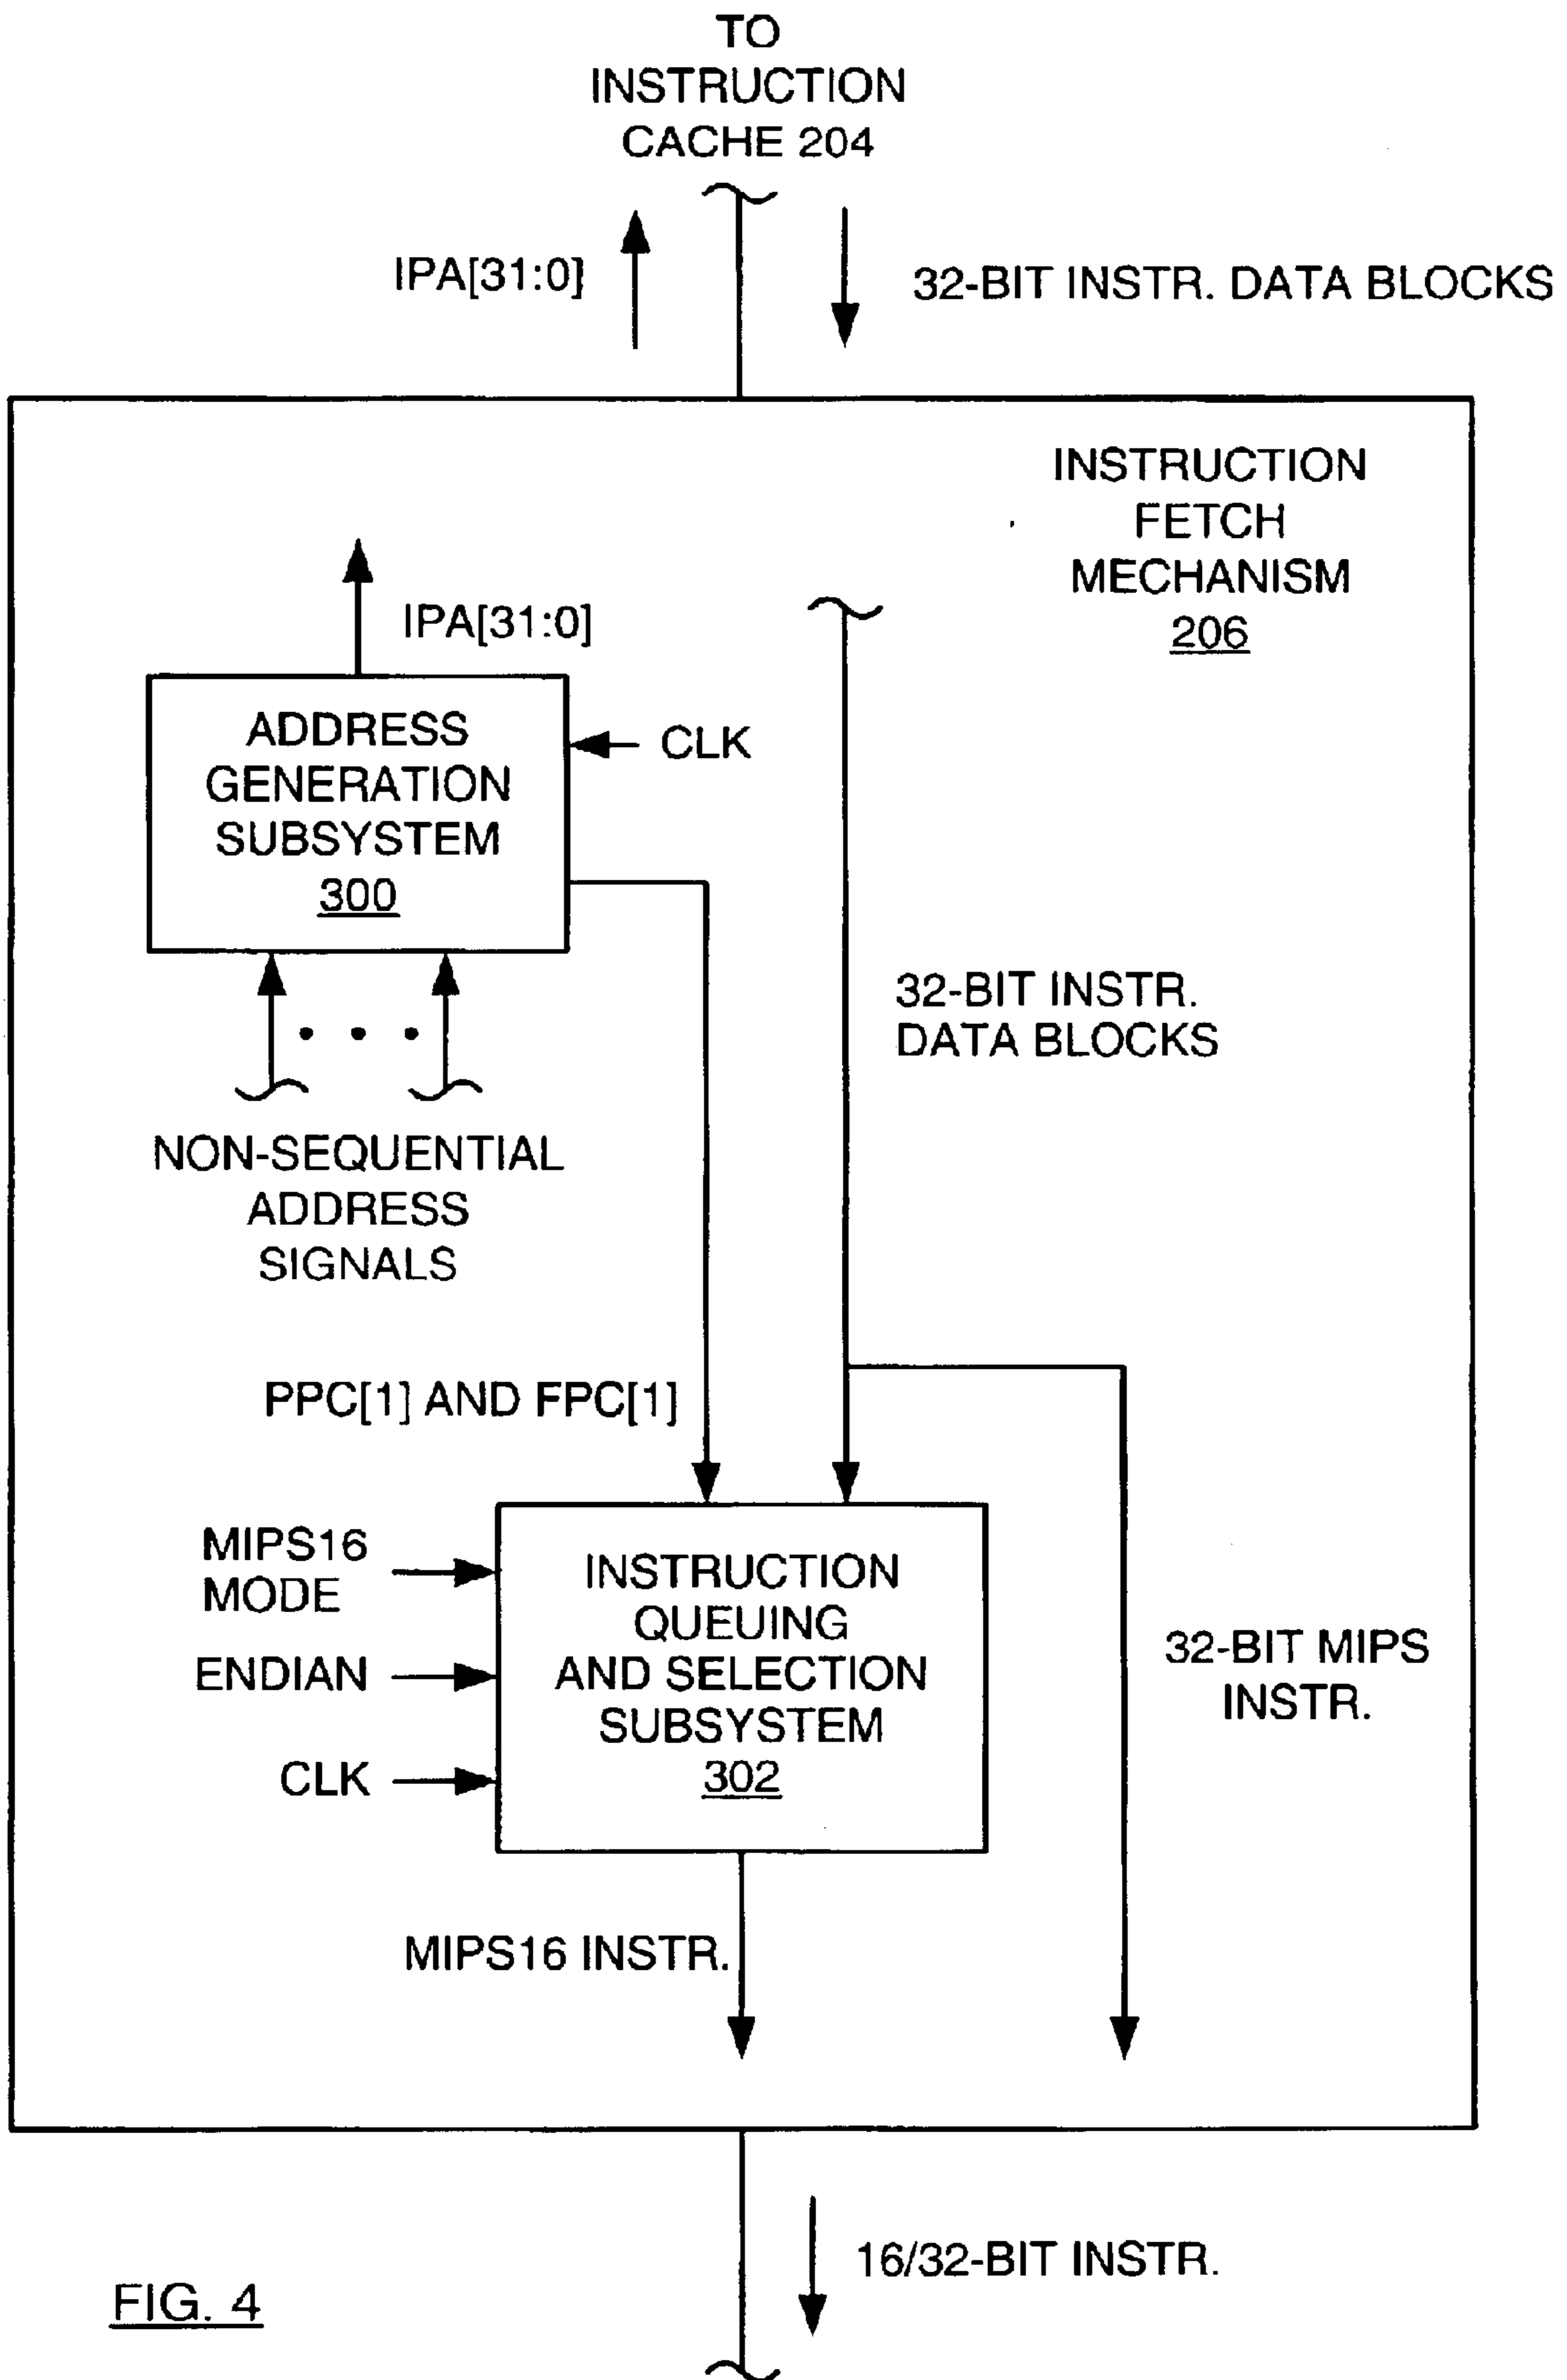 TO
INSTRUCTION
CACHE 204
IPA[31:0]
32-BIT INSTR. DATA BLOCKS
INSTRUCTION
FETCH
MECHANISM
206
IPA[31:0]
ADDRESS
GENERATION
SUBSYSTEM
300
CLK
32-BIT INSTR.
DATA BLOCKS
NON-SEQUENTIAL
ADDRESS
SIGNALS
PPC[1] AND FPC[1]
MIPS16
MODE
ENDIAN
CLK
INSTRUCTION
QUEUING
AND SELECTION
SUBSYSTEM
302
32-BIT MIPS
INSTR.
MIPS16 INSTR.
16/32-BIT INSTR.
FIG. 4